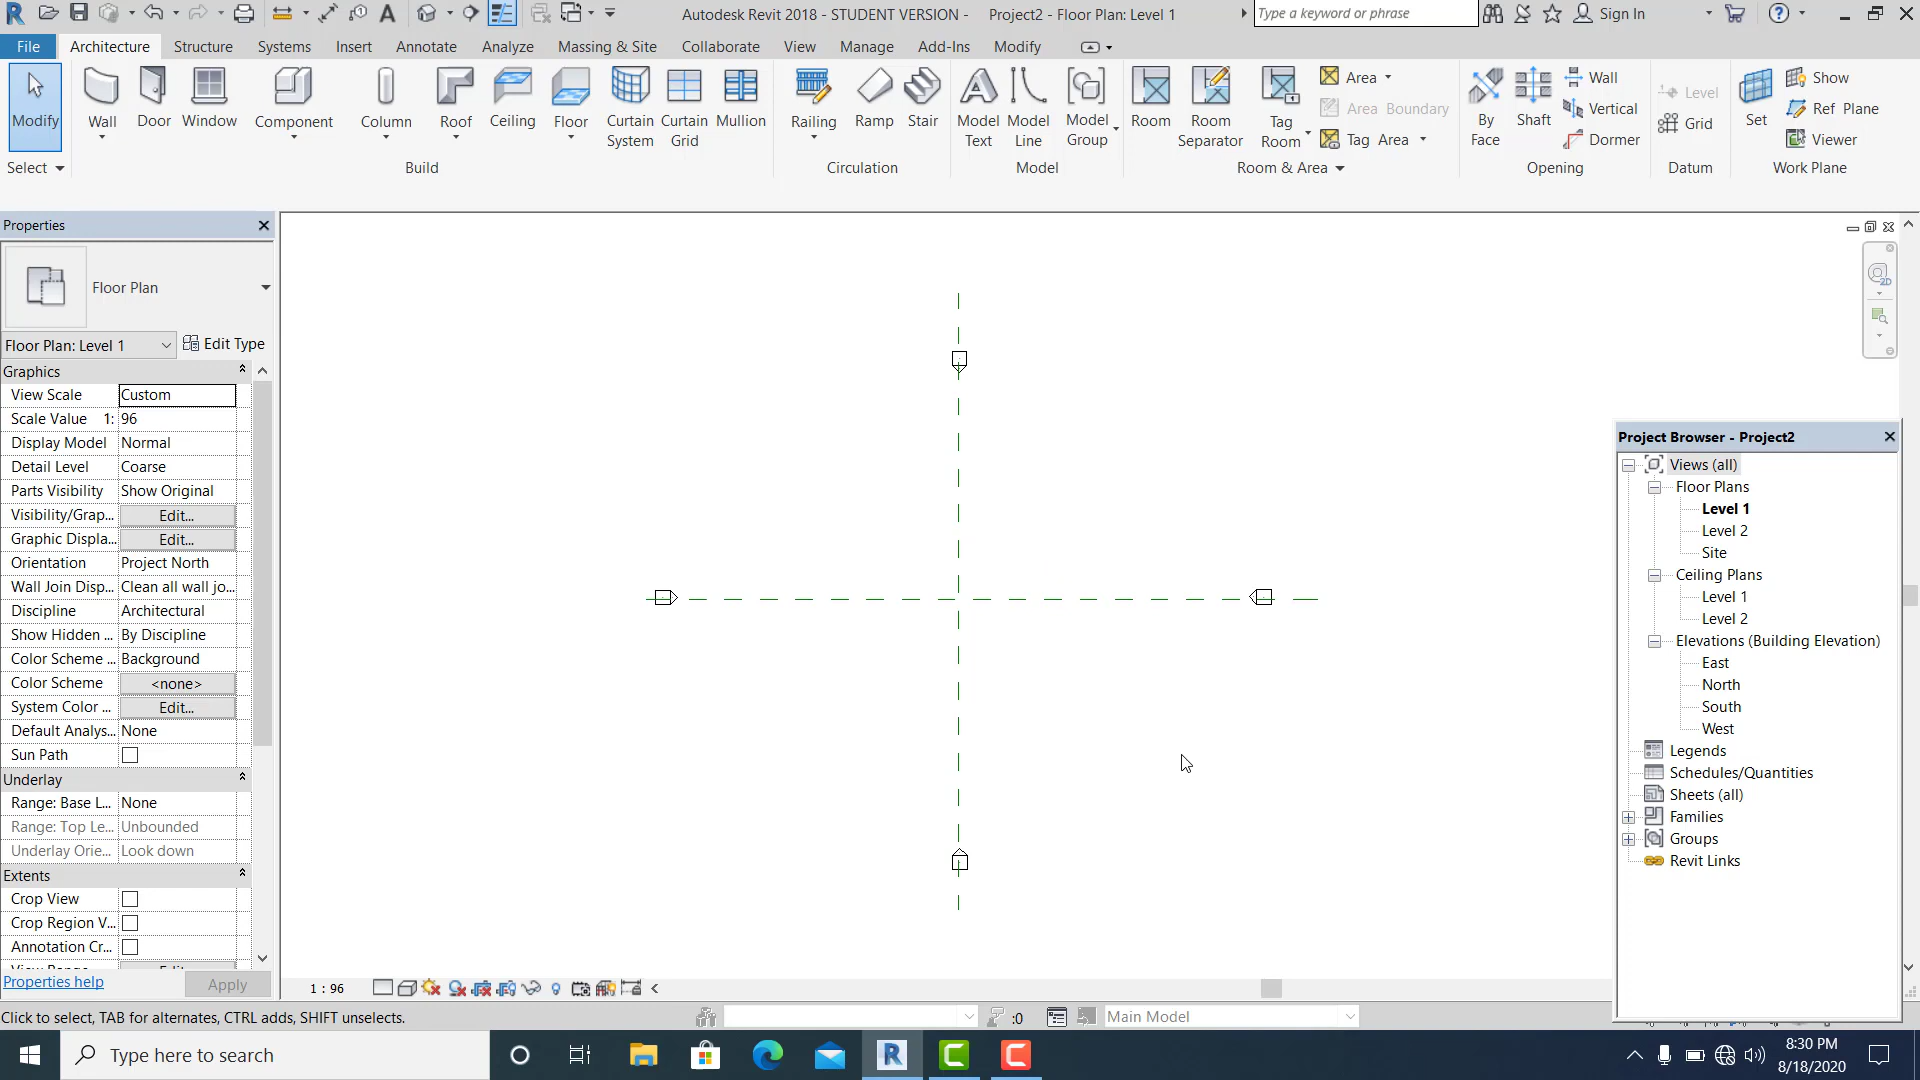 Autodesk Revit 2018 - STUDENT VERSION - Project2 - Floor Plan: Level 1
Type a keyword or phrase
Sign In
File Architecture Structure Systems Insert Annotate Analyze Massing & Site Collaborate View Manage Add-Ins Modify
Modify
Wall
Door
Window
Component
Column
Roof
Ceiling
Floor
Curtain System
Curtain Grid
Mullion
Railing
Ramp
Stair
Model Text
Model Line
Model Group
Room
Room Separator
Tag Room
Area
Area Boundary
Tag Area
By Face
Shaft
Wall
Vertical
Dormer
Level
Grid
Set
Show
Ref Plane
Viewer
Select
Build
Circulation
Model
Room & Area
Opening
Datum
Work Plane
Properties
Floor Plan
Floor Plan: Level 1
Edit Type
Graphics
View Scale Custom
Scale Value 1: 96
Display Model Normal
Detail Level Coarse
Parts Visibility Show Original
Visibility/Grap... Edit...
Graphic Displa... Edit...
Orientation Project North
Wall Join Disp... Clean all wall jo...
Discipline Architectural
Show Hidden ... By Discipline
Color Scheme ... Background
Color Scheme <none>
System Color ... Edit...
Default Analys... None
Sun Path
Underlay
Range: Base L... None
Range: Top Le... Unbounded
Underlay Orie... Look down
Extents
Crop View
Crop Region V...
Annotation Cr...
Properties help
Apply
2D
Project Browser - Project2
Views (all)
Floor Plans
Level 1
Level 2
Site
Ceiling Plans
Level 1
Level 2
Elevations (Building Elevation)
East
North
South
West
Legends
Schedules/Quantities
Sheets (all)
Families
Groups
Revit Links
1 : 96
Click to select, TAB for alternates, CTRL adds, SHIFT unselects.
:0
Main Model
Type here to search
8:30 PM
8/18/2020